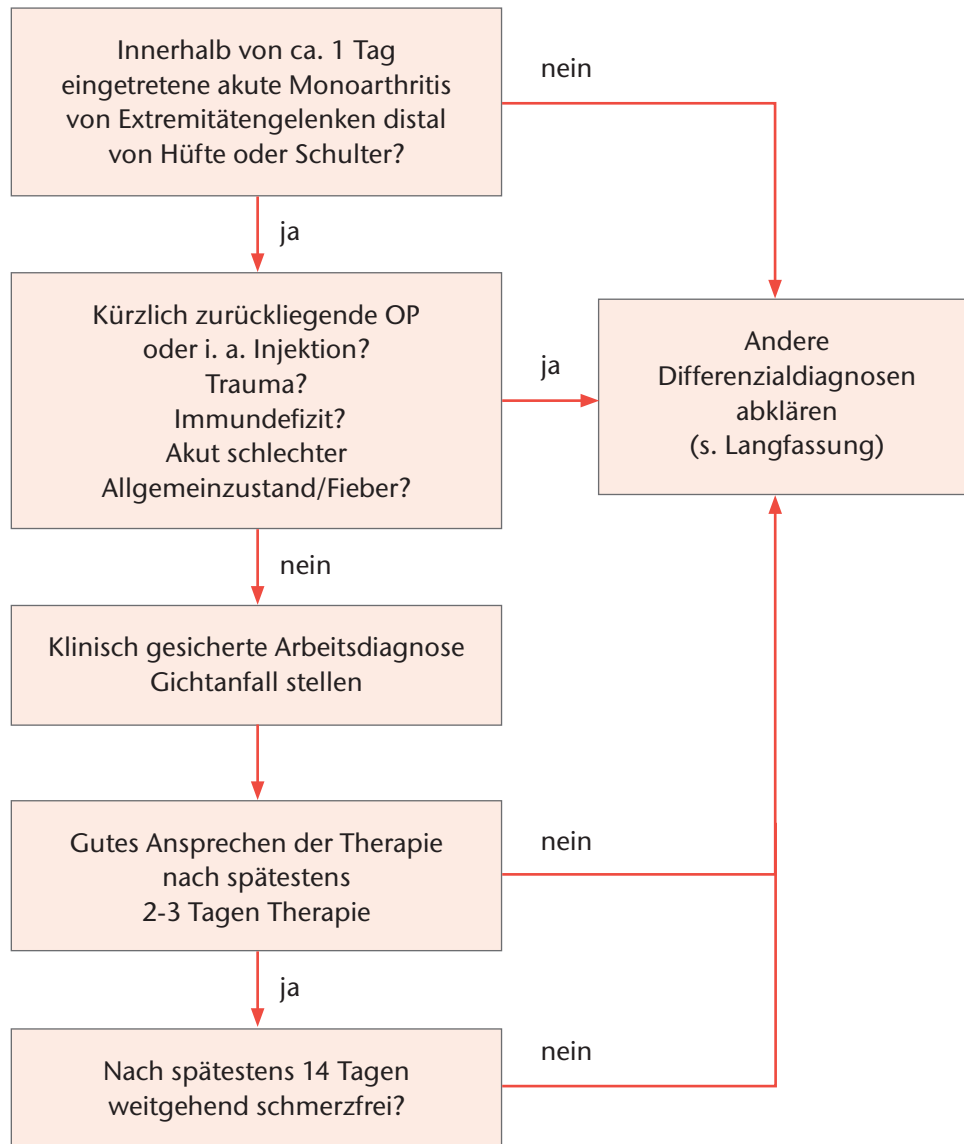 Innerhalb von ca. 1 Tag
eingetretene akute Monoarthritis
von Extremitätengelenken distal
von Hüfte oder Schulter?
nein
ja
Kürzlich zurückliegende OP
oder i. a. Injektion?
Trauma?
Immundefizit?
Akut schlechter
Allgemeinzustand/Fieber?
ja
Andere
Differenzialdiagnosen
abklären
(s. Langfassung)
nein
Klinisch gesicherte Arbeitsdiagnose
Gichtanfall stellen
Gutes Ansprechen der Therapie
nach spätestens
2-3 Tagen Therapie
nein
ja
Nach spätestens 14 Tagen
weitgehend schmerzfrei?
nein